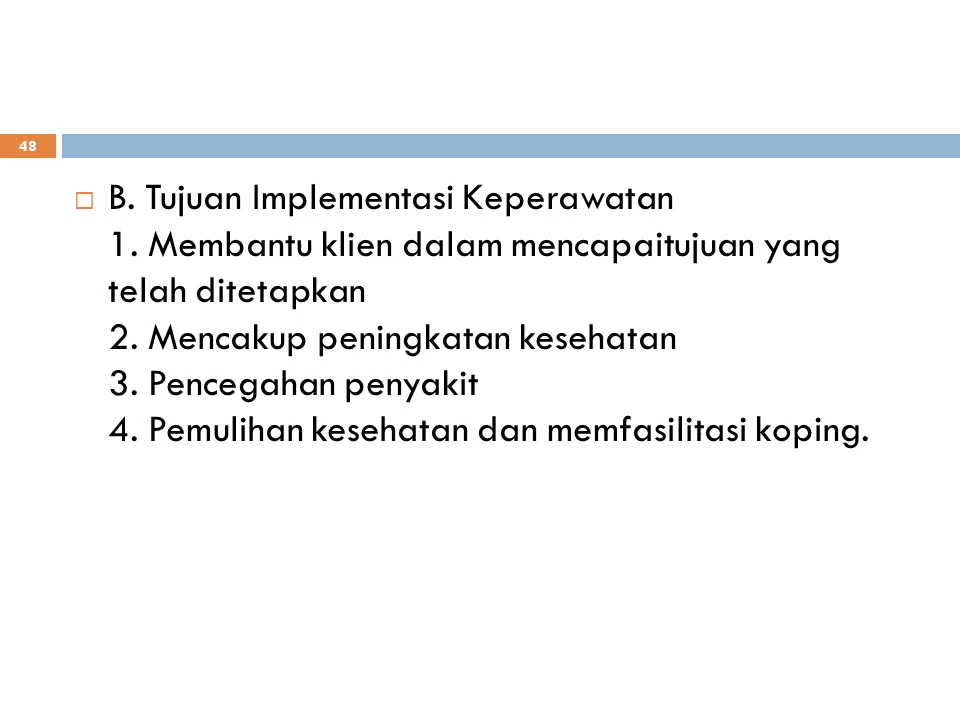 48
B. Tujuan Implementasi Keperawatan
1. Membantu klien dalam mencapaitujuan yang
telah ditetapkan
2. Mencakup peningkatan kesehatan
3. Pencegahan penyakit
4. Pemulihan kesehatan dan memfasilitasi koping.